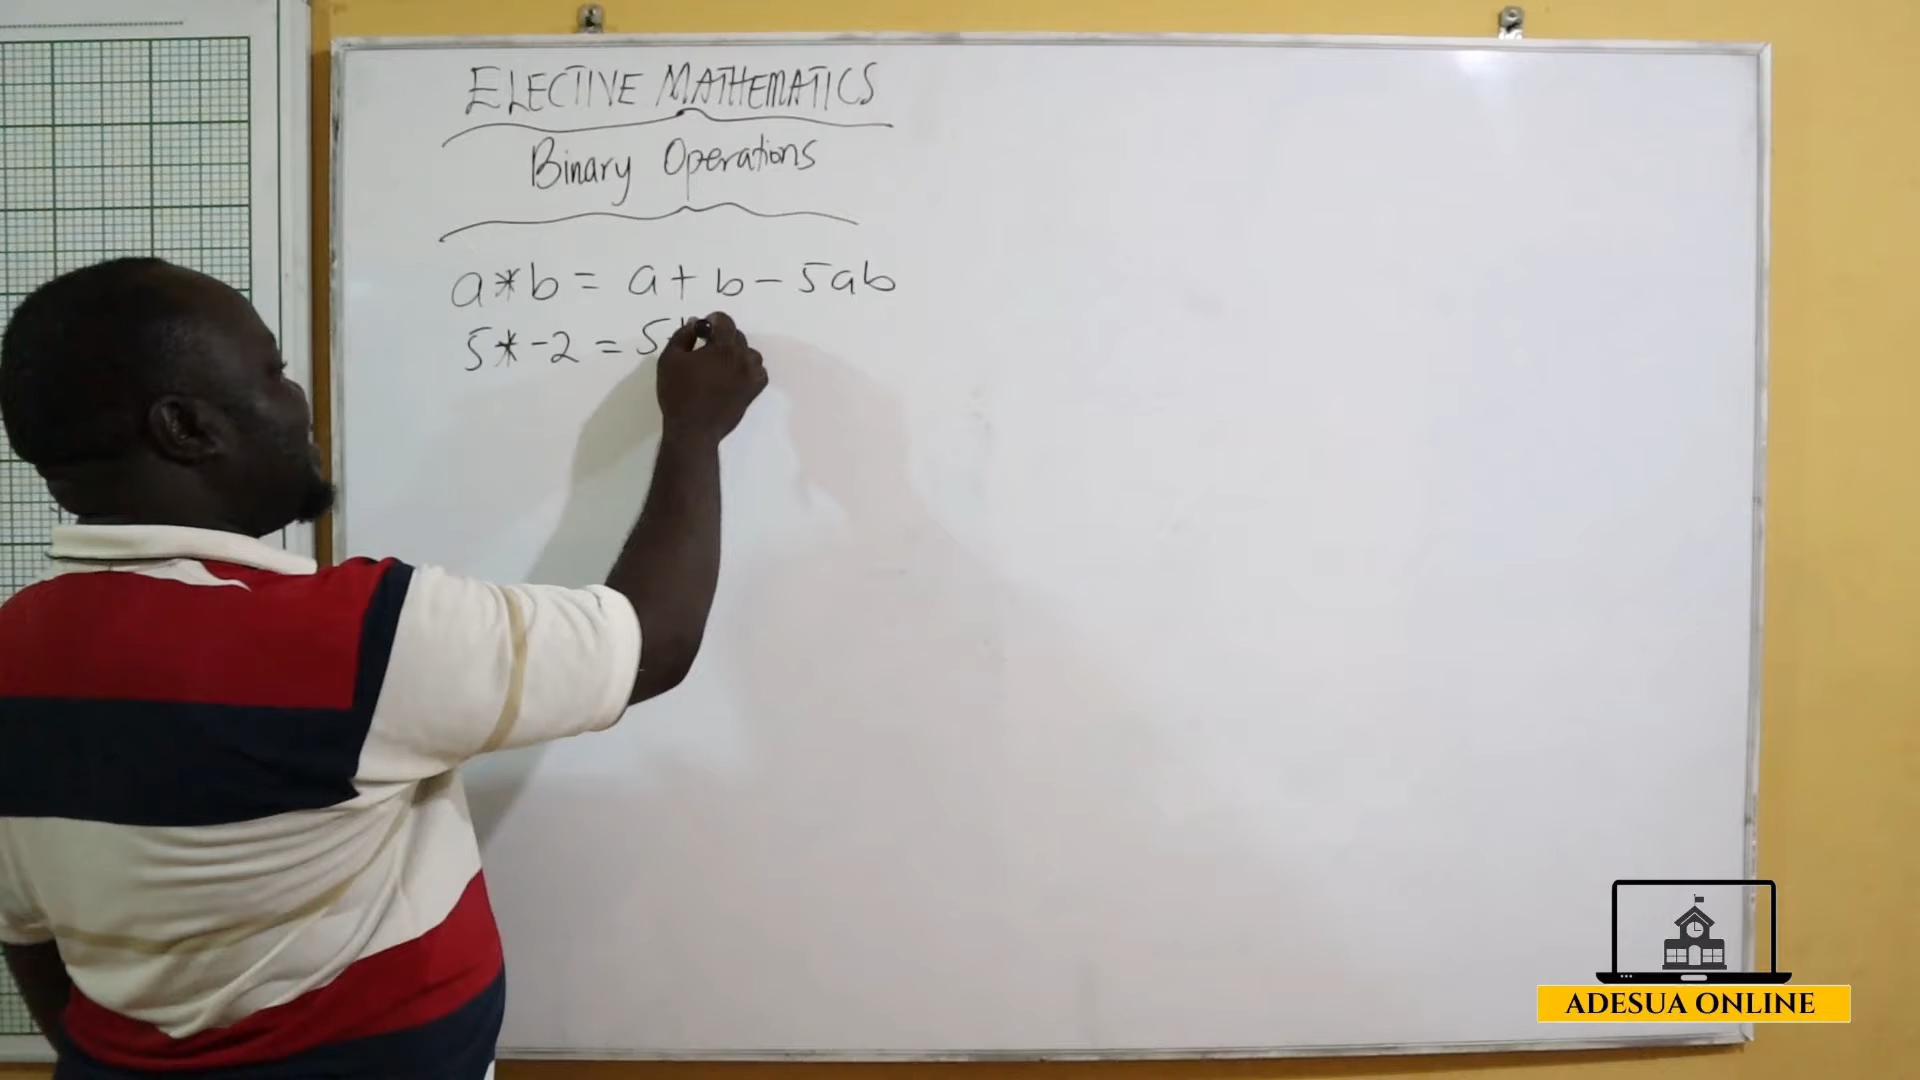 ELECTIVE MATHEMATICS
Binary Operations
a*b = a+b-5ab
5*-2 = 5+
ADESUA ONLINE